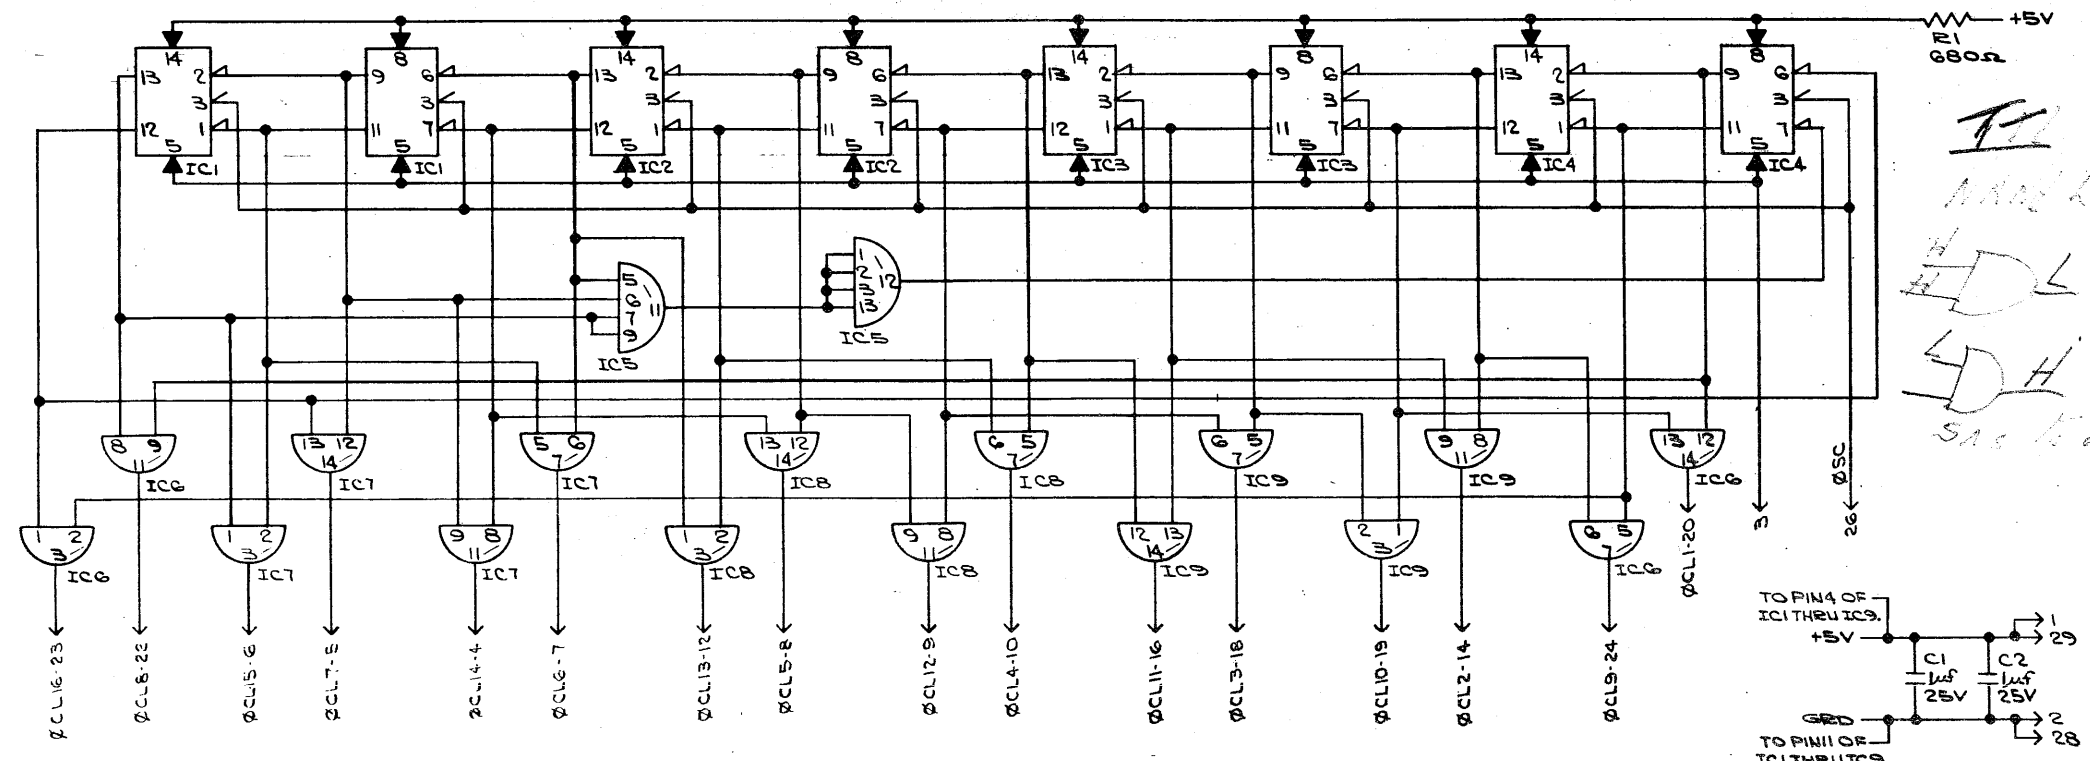 +5V
R1
680Ω
14 8 14 8 14 8 14 8
13 2 9 6 13 2 9 6 13 2 9 6 13 2 9 6
3 3 3 3 3 3 3 3
12 1 11 7 12 1 11 7 12 1 11 7 12 1 11 7
5 5 5 5 5 5 5 5
IC1 IC1 IC2 IC2 IC3 IC3 IC4 IC4
5 6 7 9 11
IC5
1 2 3 13 12
IC5
H
H L
L
H
8 9 13 12 5 6 13 12 6 5 6 5 9 8 13 12
11 14 7 14 7 7 11 14
IC6 IC7 IC7 IC8 IC8 IC9 IC9 IC6
1 2 1 2 9 8 1 2 9 8 12 13 2 1 6 5
3 3 11 3 11 14 3 7
IC6 IC7 IC7 IC8 IC8 IC9 IC9 IC6
ØCL16-23
ØCL8-22
ØCL15-6
ØCL7-5
ØCL14-4
ØCL6-7
ØCL13-12
ØCL5-8
ØCL12-9
ØCL4-10
ØCL11-16
ØCL3-18
ØCL10-19
ØCL2-14
ØCL9-24
ØCL1-20
3
26
ØSC
TO PIN 4 OF
IC1 THRU IC9.
+5V
1
29
C1
1µf
25V
C2
1µf
25V
GRD
2
28
TO PIN 11 OF
IC1 THRU IC9